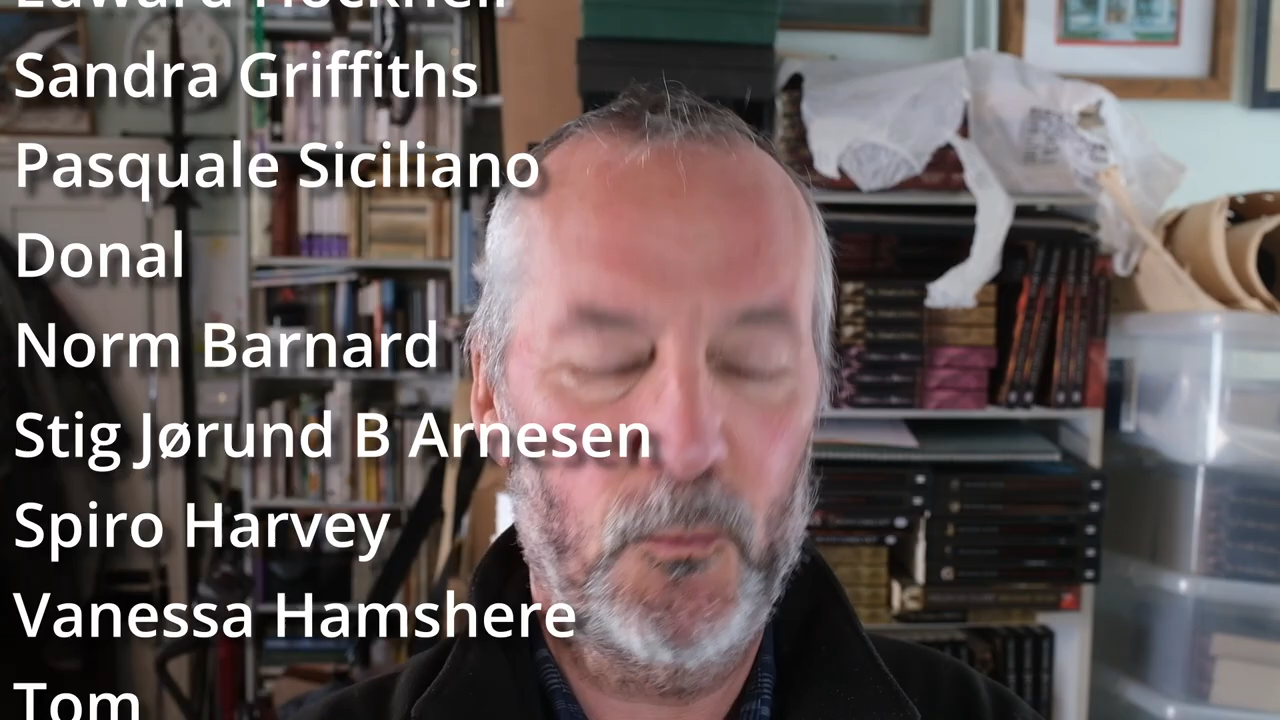 Sandra Griffiths
Pasquale Siciliano
Donal
Norm Barnard
Stig Jørund B Arnesen
Spiro Harvey
Vanessa Hamshere
Tom